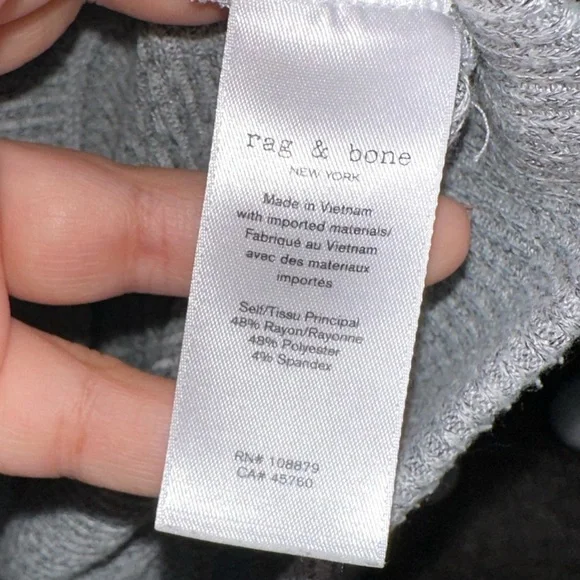 rag & bone
NEW YORK
Made in Vietnam
with imported materials/
Fabriqué au Vietnam
avec des materiaux
importés
Self/Tissu Principal
48% Rayon/Rayonne
48% Polyester
4% Spandex
RN# 108879
CA# 45760